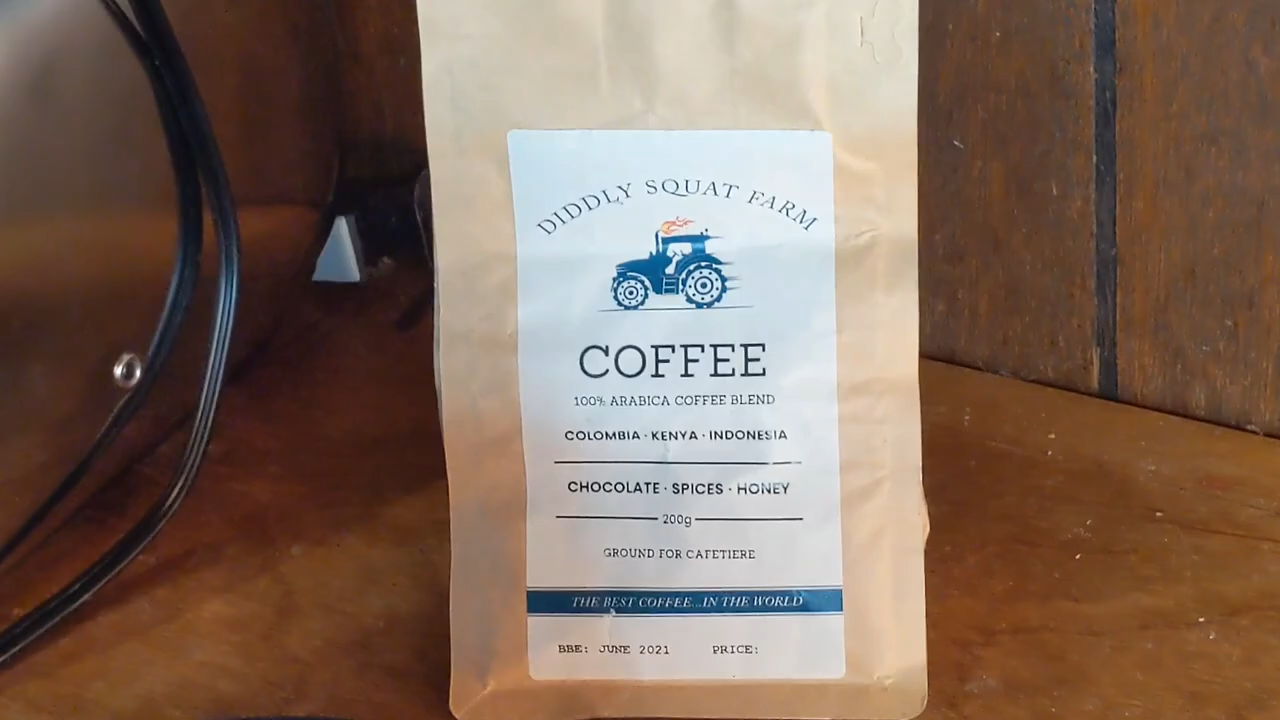 DIDDLY SQUAT FARM
COFFEE
100% ARABICA COFFEE BLEND
COLOMBIA · KENYA · INDONESIA
CHOCOLATE · SPICES · HONEY
200g
GROUND FOR CAFETIERE
THE BEST COFFEE...IN THE WORLD
BBE: JUNE 2021 PRICE: